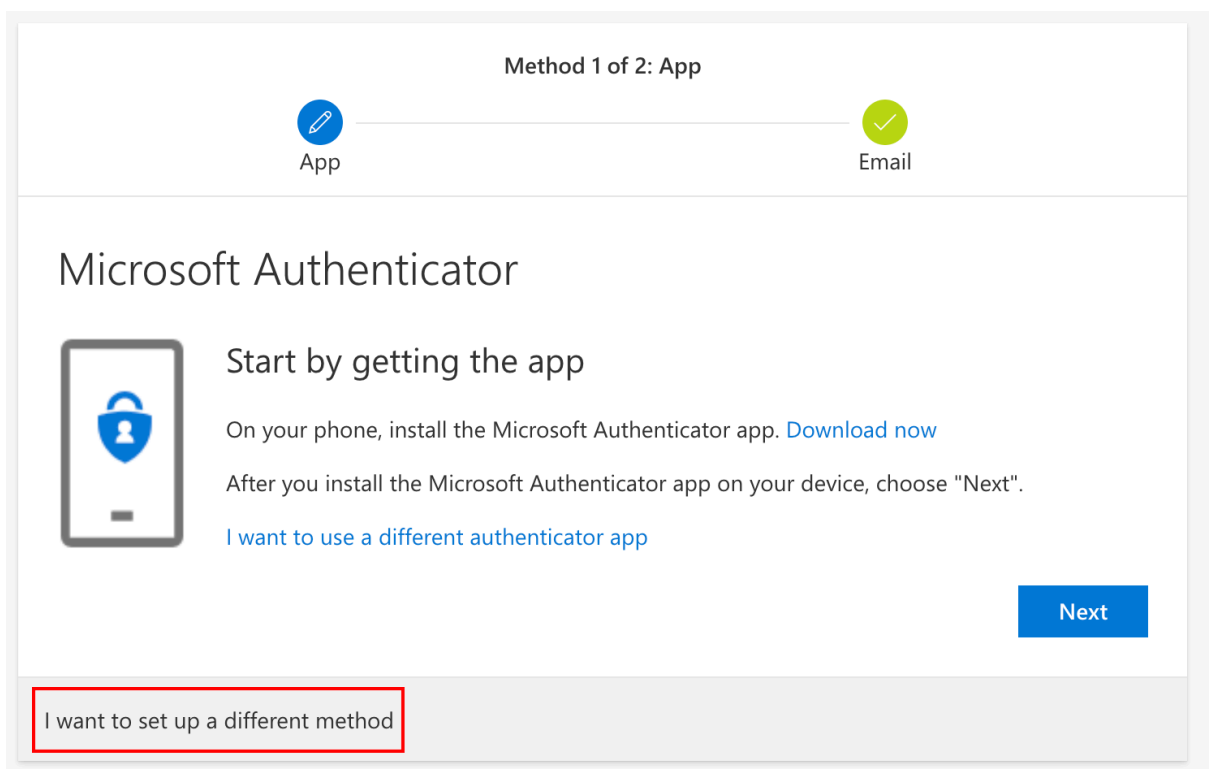 Method 1 of 2: App
App
Email
Microsoft Authenticator
Start by getting the app
On your phone, install the Microsoft Authenticator app. Download now
After you install the Microsoft Authenticator app on your device, choose "Next".
I want to use a different authenticator app
Next
I want to set up a different method